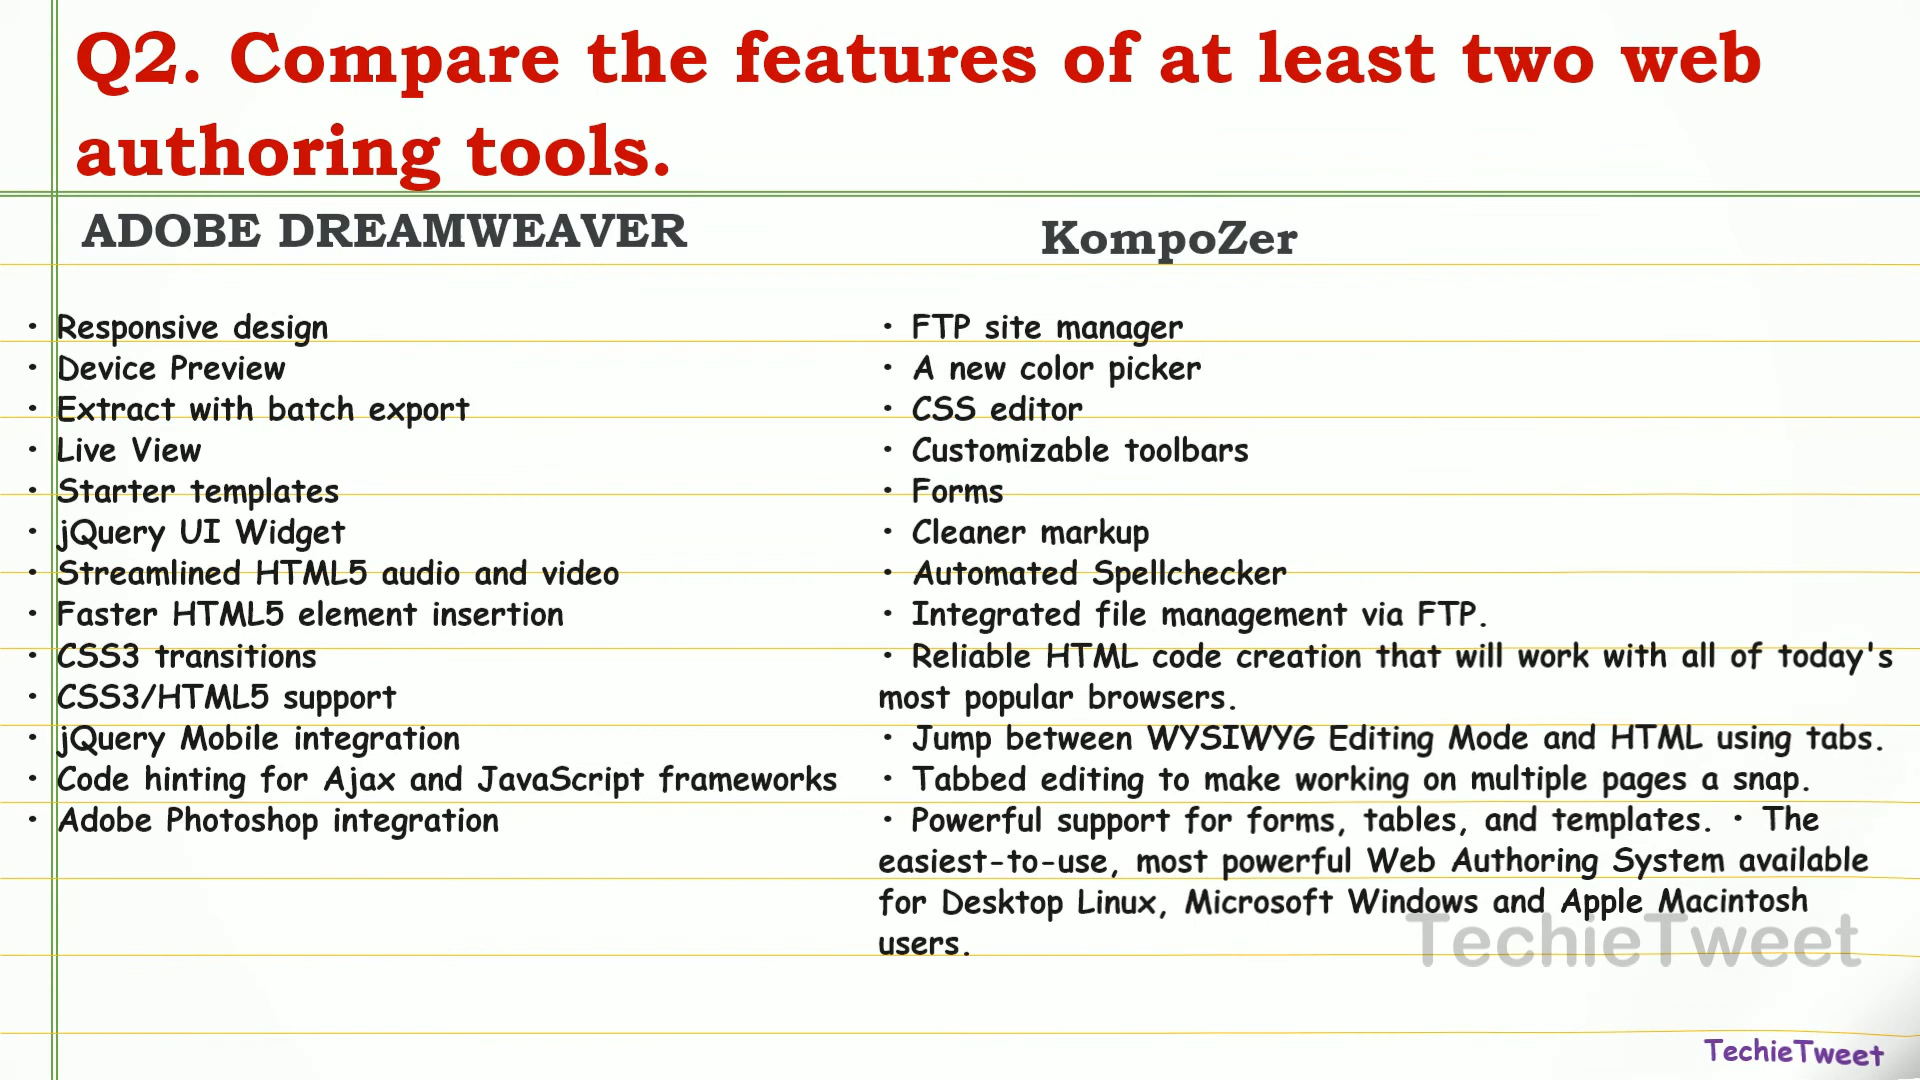 Q2. Compare the features of at least two web
authoring tools.
ADOBE DREAMWEAVER
• Responsive design
• Device Preview
• Extract with batch export
• Live View
• Starter templates
• jQuery UI Widget
• Streamlined HTML5 audio and video
• Faster HTML5 element insertion
• CSS3 transitions
• CSS3/HTML5 support
• jQuery Mobile integration
• Code hinting for Ajax and JavaScript frameworks
• Adobe Photoshop integration
KompoZer
• FTP site manager
• A new color picker
• CSS editor
• Customizable toolbars
• Forms
• Cleaner markup
• Automated Spellchecker
• Integrated file management via FTP.
• Reliable HTML code creation that will work with all of today's
most popular browsers.
• Jump between WYSIWYG Editing Mode and HTML using tabs.
• Tabbed editing to make working on multiple pages a snap.
• Powerful support for forms, tables, and templates. • The
easiest-to-use, most powerful Web Authoring System available
for Desktop Linux, Microsoft Windows and Apple Macintosh
users.
TechieTweet
TechieTweet